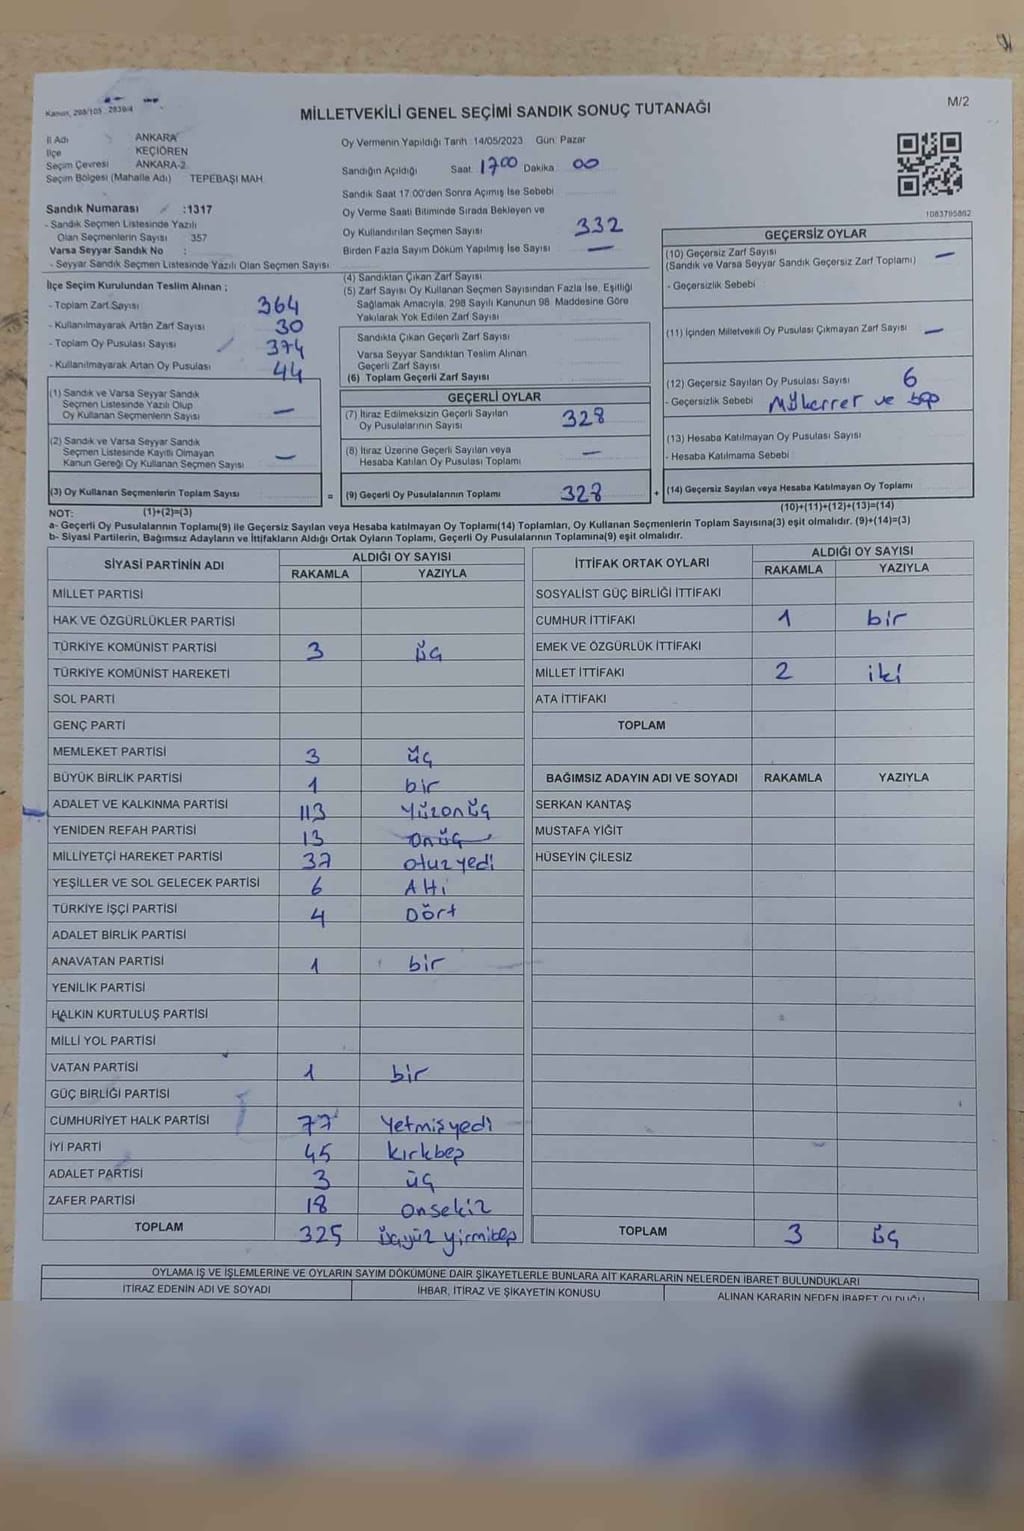 Kanun, 298/105 2839/4
MİLLETVEKİLİ GENEL SEÇİMİ SANDIK SONUÇ TUTANAĞI
M/2
İl Adı ANKARA
İlçe KEÇİÖREN
Seçim Çevresi ANKARA-2
Seçim Bölgesi (Mahalle Adı) TEPEBAŞI MAH.
Sandık Numarası :1317
- Sandık Seçmen Listesinde Yazılı
Olan Seçmenlerin Sayısı : 357
Varsa Seyyar Sandık No :
- Seyyar Sandık Seçmen Listesinde Yazılı Olan Seçmen Sayısı
İlçe Seçim Kurulundan Teslim Alınan :
- Toplam Zarf Sayısı 364
- Kullanılmayarak Artan Zarf Sayısı 30
- Toplam Oy Pusulası Sayısı 374
- Kullanılmayarak Artan Oy Pusulası 44
(1) Sandık ve Varsa Seyyar Sandık
Seçmen Listesinde Yazılı Olup
Oy Kullanan Seçmenlerin Sayısı —
(2) Sandık ve Varsa Seyyar Sandık
Seçmen Listesinde Kayıtlı Olmayan
Kanun Gereği Oy Kullanan Seçmen Sayısı —
(3) Oy Kullanan Seçmenlerin Toplam Sayısı =
Oy Vermenin Yapıldığı Tarih :14/05/2023 Gün: Pazar
Sandığın Açıldığı Saat 1700 Dakika 00
Sandık Saat 17.00'den Sonra Açımış İse Sebebi
Oy Verme Saati Bitiminde Sırada Bekleyen ve
Oy Kullandırılan Seçmen Sayısı 332
Birden Fazla Sayım Döküm Yapılmış İse Sayısı —
(4) Sandıktan Çıkan Zarf Sayısı
(5) Zarf Sayısı Oy Kullanan Seçmen Sayısından Fazla İse, Eşitliği
Sağlamak Amacıyla, 298 Sayılı Kanunun 98. Maddesine Göre
Yakılarak Yok Edilen Zarf Sayısı
Sandıkta Çıkan Geçerli Zarf Sayısı
Varsa Seyyar Sandıktan Teslim Alınan
Geçerli Zarf Sayısı
(6) Toplam Geçerli Zarf Sayısı
GEÇERLİ OYLAR
(7) İtiraz Edilmeksizin Geçerli Sayılan
Oy Pusulalarının Sayısı 328
(8) İtiraz Üzerine Geçerli Sayılan veya
Hesaba Katılan Oy Pusulası Toplamı —
(9) Geçerli Oy Pusulalarının Toplamı 328 +
1083795862
GEÇERSİZ OYLAR
(10) Geçersiz Zarf Sayısı —
(Sandık ve Varsa Seyyar Sandık Geçersiz Zarf Toplamı)
- Geçersizlik Sebebi
(11) İçinden Milletvekili Oy Pusulası Çıkmayan Zarf Sayısı —
(12) Geçersiz Sayılan Oy Pusulası Sayısı 6
- Geçersizlik Sebebi Mükerrer ve boş
(13) Hesaba Katılmayan Oy Pusulası Sayısı
- Hesaba Katılmama Sebebi
(14) Geçersiz Sayılan veya Hesaba Katılmayan Oy Toplamı
NOT: (1)+(2)=(3) (10)+(11)+(12)+(13)=(14)
a- Geçerli Oy Pusulalarının Toplamı(9) ile Geçersiz Sayılan veya Hesaba katılmayan Oy Toplamı(14) Toplamları, Oy Kullanan Seçmenlerin Toplam Sayısına(3) eşit olmalıdır. (9)+(14)=(3)
b- Siyasi Partilerin, Bağımsız Adayların ve İttifakların Aldığı Ortak Oyların Toplamı, Geçerli Oy Pusulalarının Toplamına(9) eşit olmalıdır.
SİYASİ PARTİNİN ADI ALDIĞI OY SAYISI
RAKAMLA YAZIYLA
MİLLET PARTİSİ
HAK VE ÖZGÜRLÜKLER PARTİSİ
TÜRKİYE KOMÜNİST PARTİSİ 3 üç
TÜRKİYE KOMÜNİST HAREKETİ
SOL PARTİ
GENÇ PARTİ
MEMLEKET PARTİSİ 3 üç
BÜYÜK BİRLİK PARTİSİ 1 bir
ADALET VE KALKINMA PARTİSİ 113 Yüzonüç
YENİDEN REFAH PARTİSİ 13 onüç
MİLLİYETÇİ HAREKET PARTİSİ 37 otuzyedi
YEŞİLLER VE SOL GELECEK PARTİSİ 6 Altı
TÜRKİYE İŞÇİ PARTİSİ 4 Dört
ADALET BİRLİK PARTİSİ
ANAVATAN PARTİSİ 1 bir
YENİLİK PARTİSİ
HALKIN KURTULUŞ PARTİSİ
MİLLİ YOL PARTİSİ
VATAN PARTİSİ 1 bir
GÜÇ BİRLİĞİ PARTİSİ
CUMHURİYET HALK PARTİSİ 77 Yetmişyedi
İYİ PARTİ 45 kırkbeş
ADALET PARTİSİ 3 üç
ZAFER PARTİSİ 18 onsekiz
TOPLAM 325 üçyüz yirmibeş
İTTİFAK ORTAK OYLARI ALDIĞI OY SAYISI
RAKAMLA YAZIYLA
SOSYALİST GÜÇ BİRLİĞİ İTTİFAKI
CUMHUR İTTİFAKI 1 bir
EMEK VE ÖZGÜRLÜK İTTİFAKI
MİLLET İTTİFAKI 2 iki
ATA İTTİFAKI
TOPLAM
BAĞIMSIZ ADAYIN ADI VE SOYADI RAKAMLA YAZIYLA
SERKAN KANTAŞ
MUSTAFA YİĞİT
HÜSEYİN ÇİLESİZ
TOPLAM 3 üç
OYLAMA İŞ VE İŞLEMLERİNE VE OYLARIN SAYIM DÖKÜMÜNE DAİR ŞİKAYETLERLE BUNLARA AİT KARARLARIN NELERDEN İBARET BULUNDUKLARI
İTİRAZ EDENİN ADI VE SOYADI İHBAR, İTİRAZ VE ŞİKAYETİN KONUSU ALINAN KARARIN NEDEN İBARET OLDUĞU